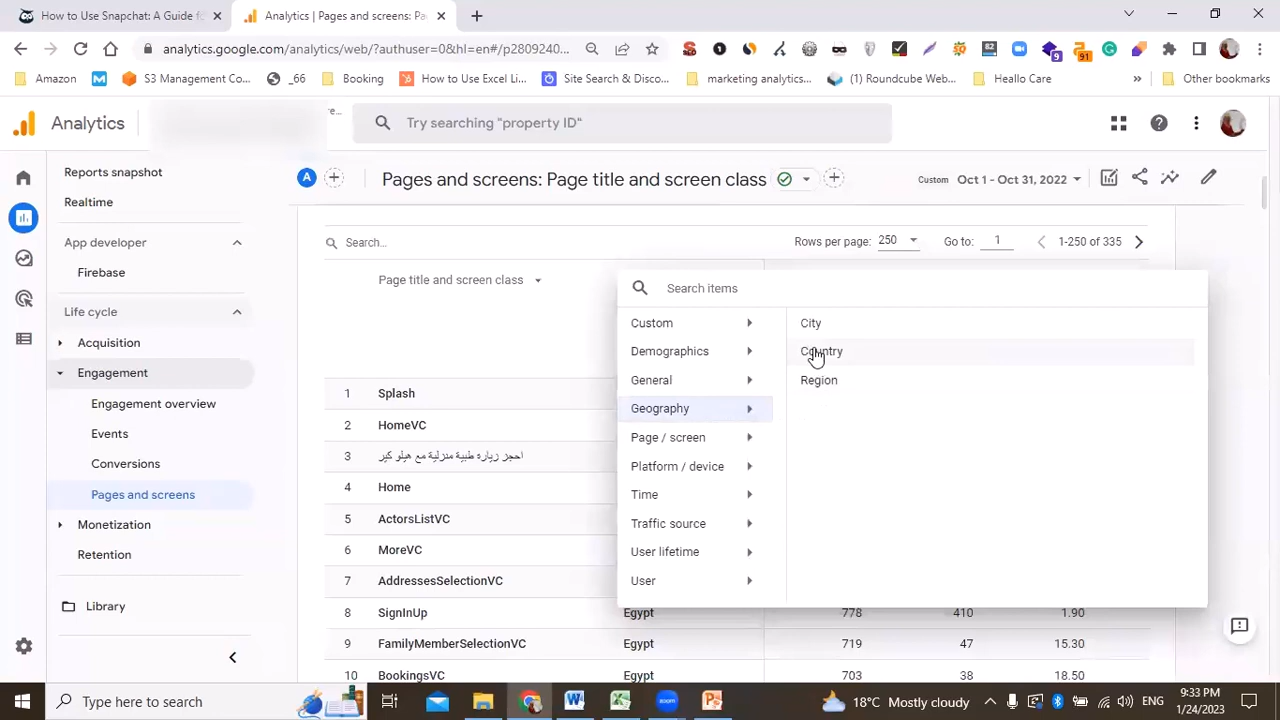 How to Use Snapchat: A Guide fo
Analytics | Pages and screens: Pa
analytics.google.com/analytics/web/?authuser=0&hl=en#/p2809240...
82
9
91
Amazon
S3 Management Co...
_66
Booking
How to Use Excel Li...
Site Search & Disco...
marketing analytics...
(1) Roundcube Web...
Heallo Care
»
Other bookmarks
Analytics
re...
Try searching “property ID”
Reports snapshot
Realtime
App developer
Firebase
Life cycle
Acquisition
Engagement
Engagement overview
Events
Conversions
Pages and screens
Monetization
Retention
Library
A
Pages and screens: Page title and screen class
Custom Oct 1 - Oct 31, 2022
Search...
Rows per page: 250
Go to: 1
1-250 of 335
Page title and screen class
Search items
Custom
Demographics
General
Geography
Page / screen
Platform / device
Time
Traffic source
User lifetime
User
City
Country
Region
1 Splash
2 HomeVC
3 احجز زيارة طبية منزلية مع هيلو كير
4 Home
5 ActorsListVC
6 MoreVC
7 AddressesSelectionVC
8 SignInUp Egypt 778 410 1.90
9 FamilyMemberSelectionVC Egypt 719 47 15.30
10 BookingsVC Egypt 703 38 18.50
Type here to search
18°C Mostly cloudy
ENG
9:33 PM
1/24/2023